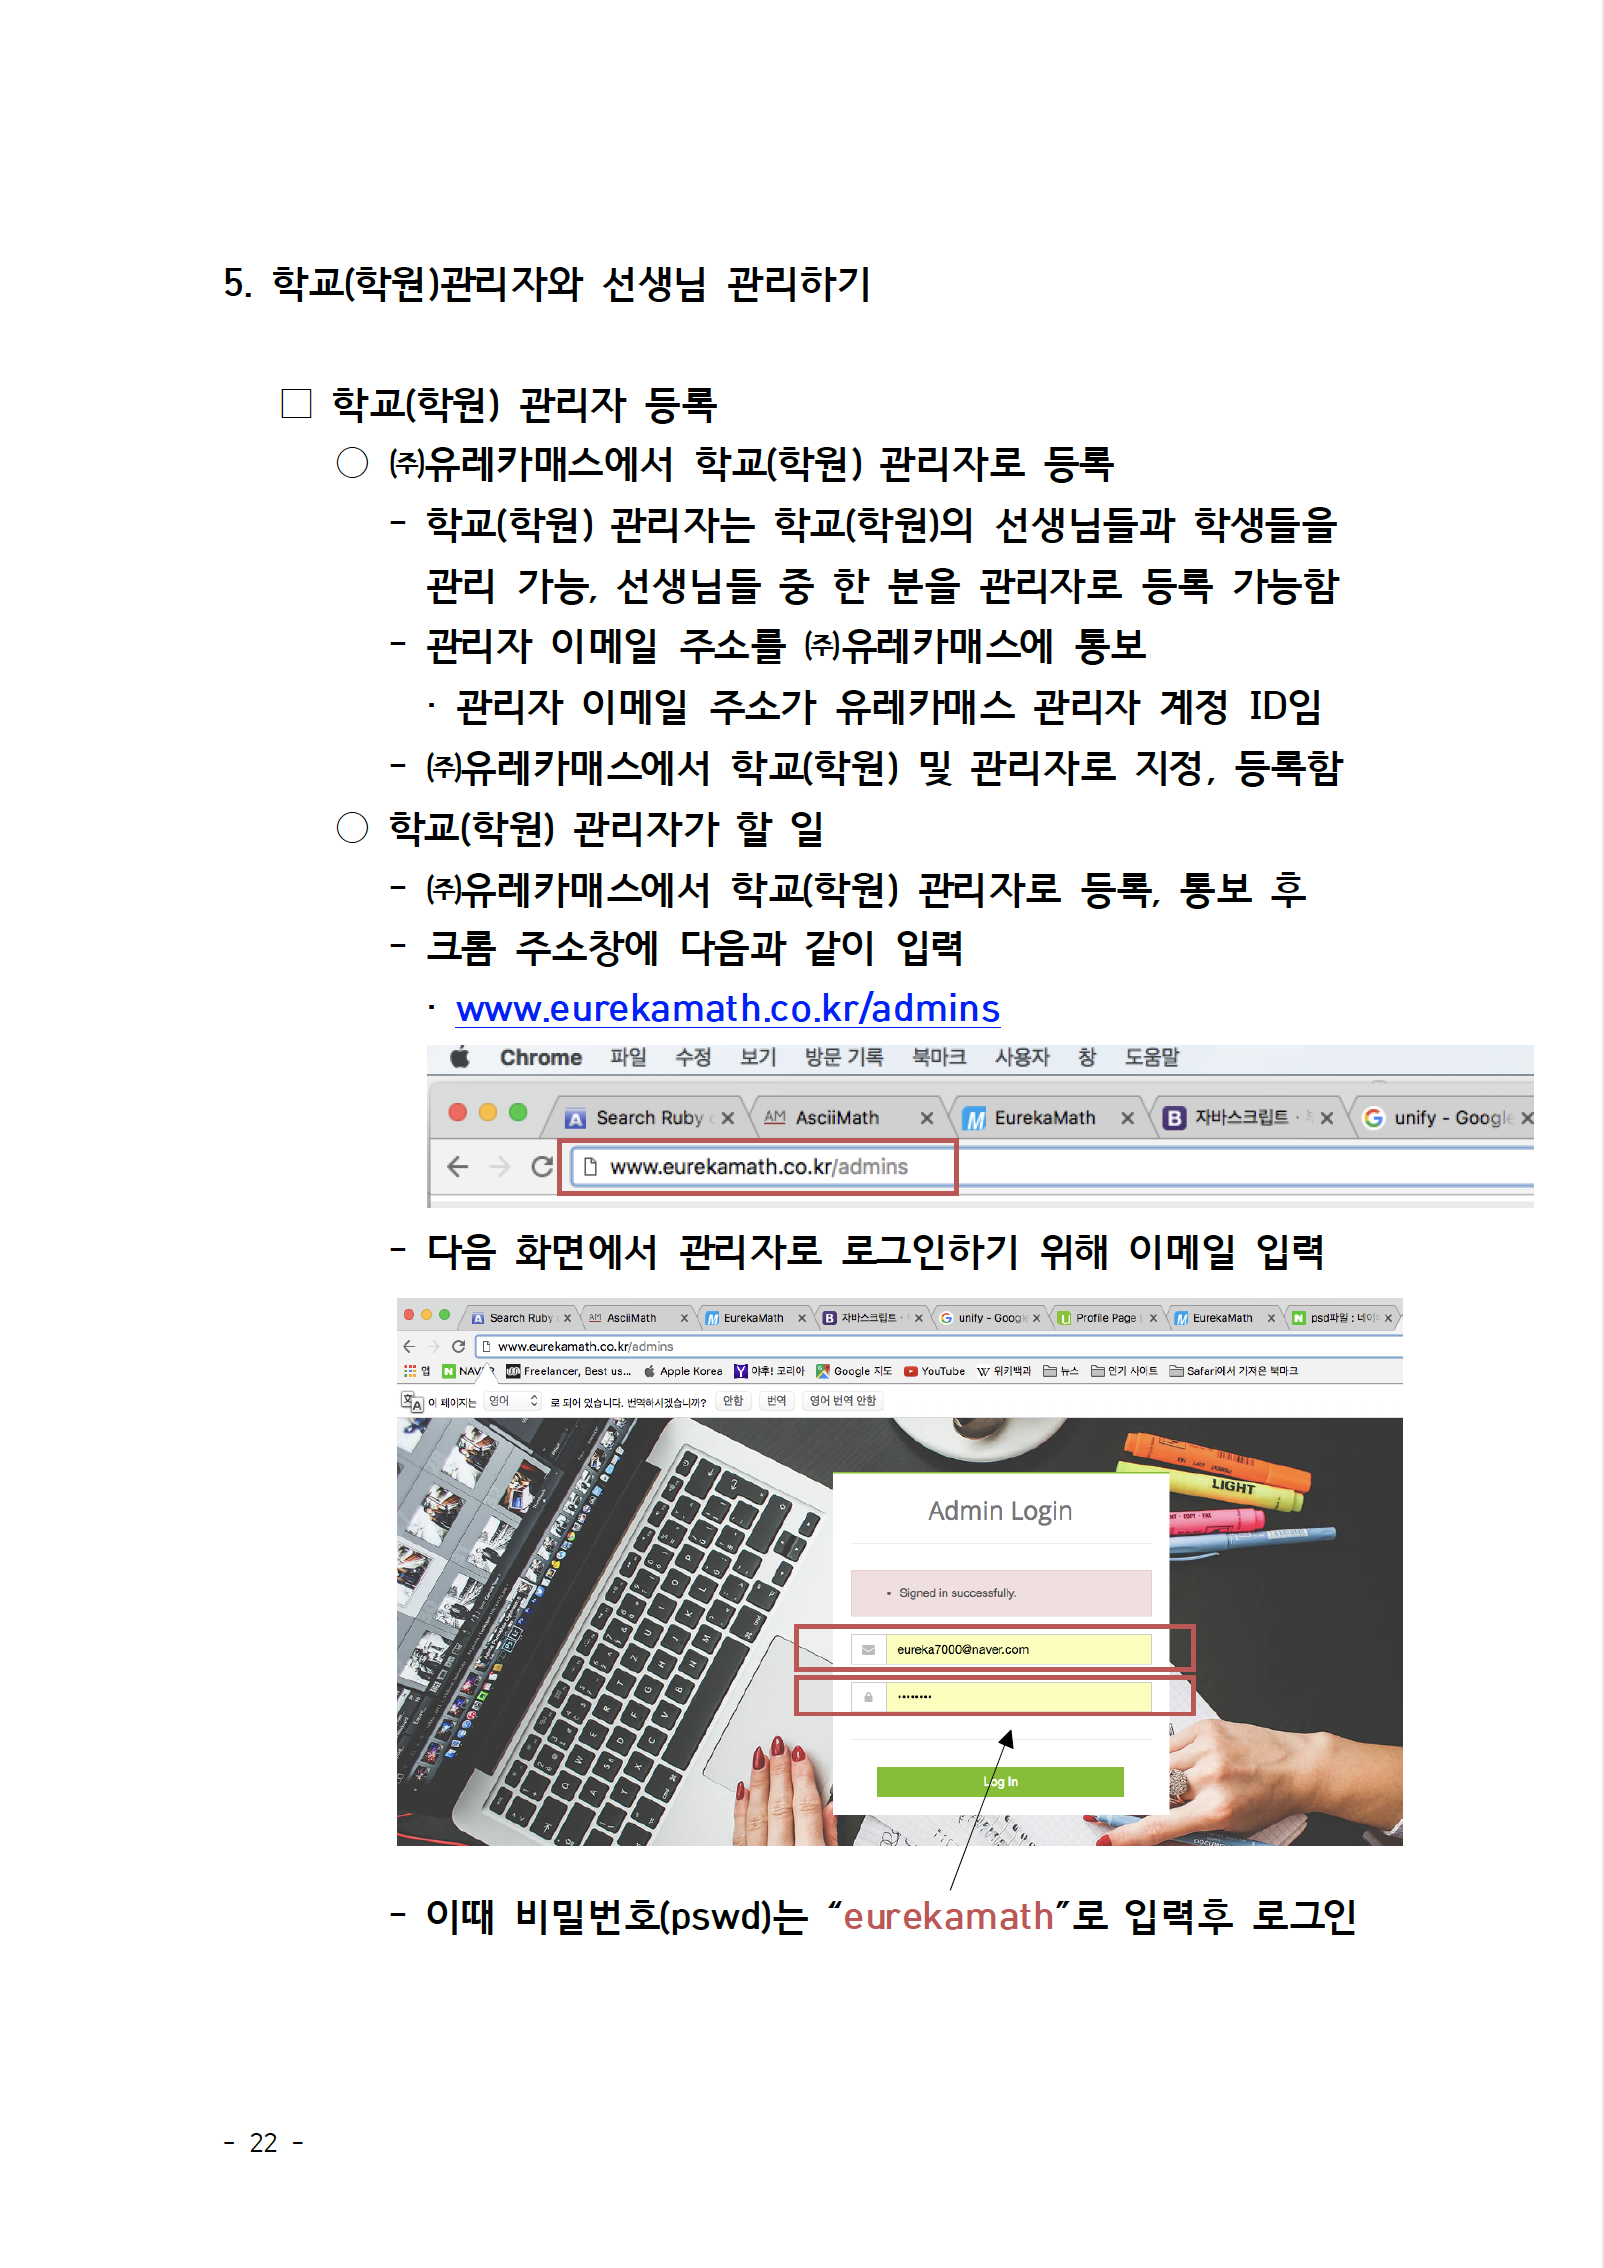 5. 학교(학원)관리자와 선생님 관리하기
□ 학교(학원) 관리자 등록
○ ㈜유레카매스에서 학교(학원) 관리자로 등록
- 학교(학원) 관리자는 학교(학원)의 선생님들과 학생들을
관리 가능, 선생님들 중 한 분을 관리자로 등록 가능함
- 관리자 이메일 주소를 ㈜유레카매스에 통보
· 관리자 이메일 주소가 유레카매스 관리자 계정 ID임
- ㈜유레카매스에서 학교(학원) 및 관리자로 지정, 등록함
○ 학교(학원) 관리자가 할 일
- ㈜유레카매스에서 학교(학원) 관리자로 등록, 통보 후
- 크롬 주소창에 다음과 같이 입력
· www.eurekamath.co.kr/admins
Chrome 파일 수정 보기 방문 기록 북마크 사용자 창 도움말
Search Ruby AM AsciiMath EurekaMath 자바스크립트 · unify - Google
www.eurekamath.co.kr/admins
- 다음 화면에서 관리자로 로그인하기 위해 이메일 입력
Search Ruby AM AsciiMath EurekaMath 자바스크립트 · unify - Google Profile Page EurekaMath psd파일 : 네이
www.eurekamath.co.kr/admins
앱 NAVER Freelancer, Best us... Apple Korea 야후! 코리아 Google 지도 YouTube 위키백과 뉴스 인기 사이트 Safari에서 가져온 북마크
이 페이지는 영어 로 되어 있습니다. 번역하시겠습니까? 안함 번역 영어 번역 안함
LIGHT
Admin Login
• Signed in successfully.
eureka7000@naver.com
••••••••
Log In
- 이때 비밀번호(pswd)는 “eurekamath”로 입력후 로그인
- 22 -